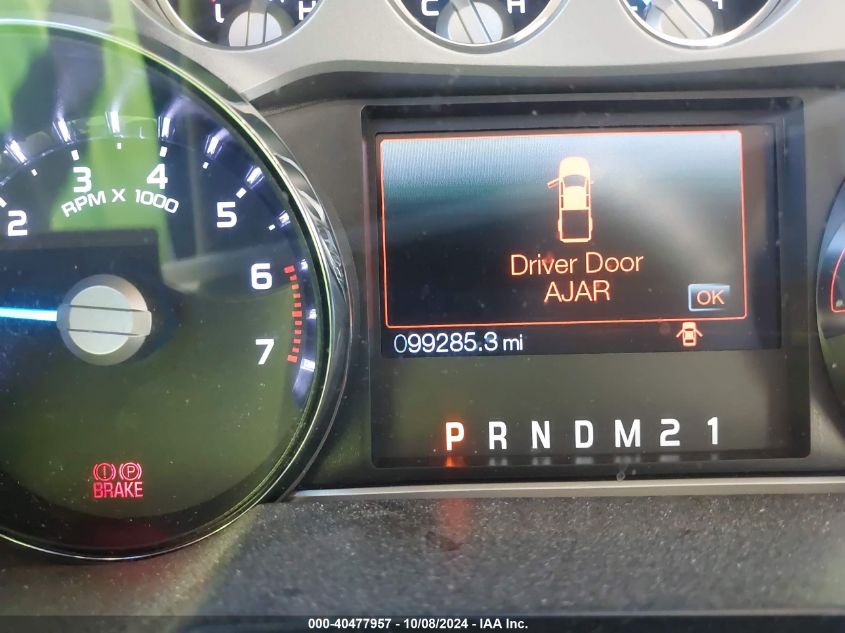 L H
C H
2 3 4 5 6 7
RPM X 1000
Driver Door
AJAR
OK
099285.3 mi
P R N D M 2 1
(!) (P)
BRAKE
000-40477957 - 10/08/2024 - IAA Inc.